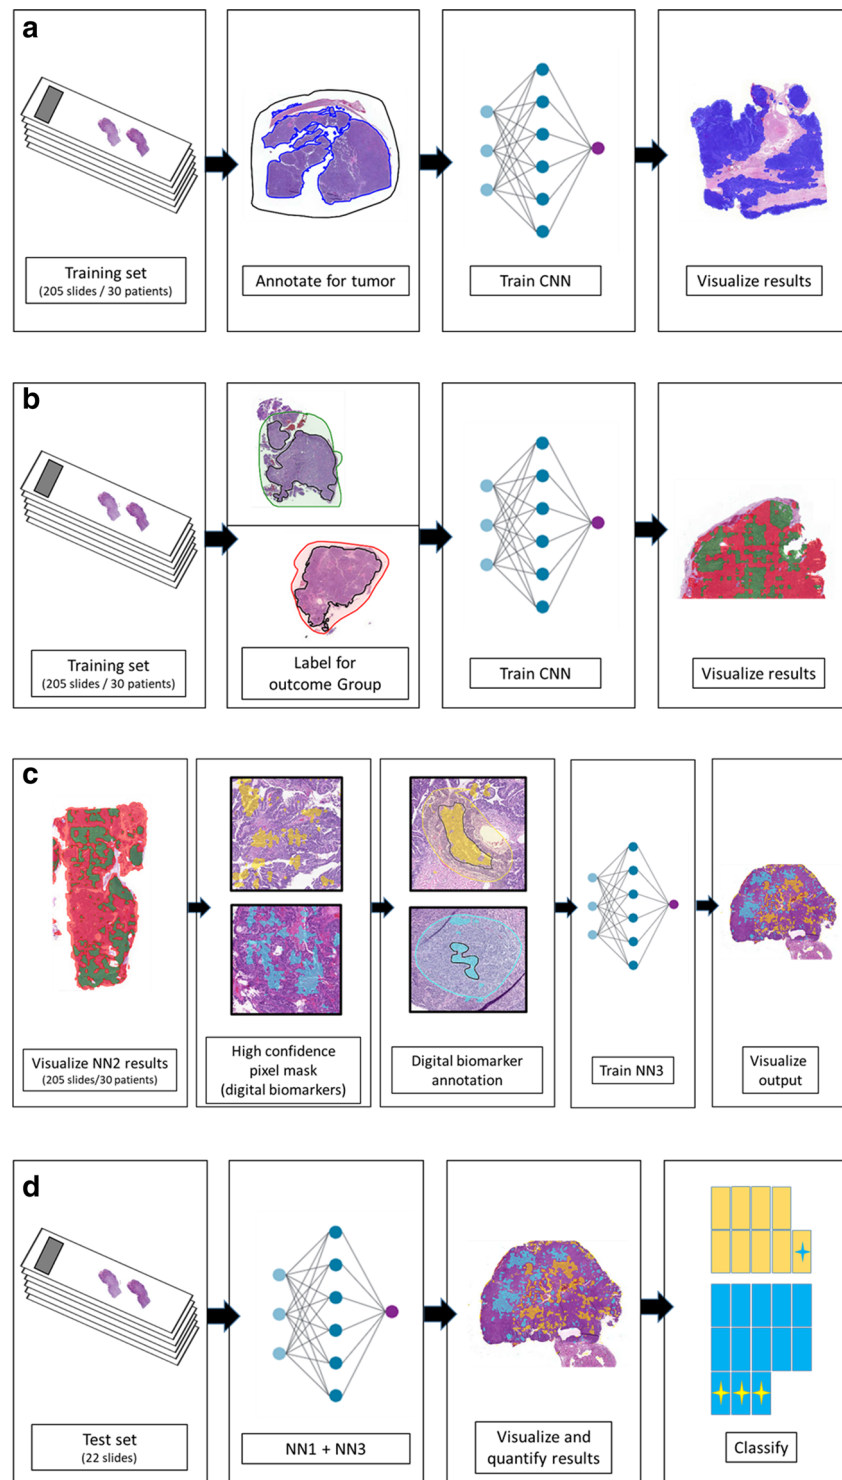 a
Training set
(205 slides / 30 patients)
Annotate for tumor
Train CNN
Visualize results
b
Training set
(205 slides / 30 patients)
Label for
outcome Group
Train CNN
Visualize results
c
Visualize NN2 results
(205 slides/30 patients)
High confidence
pixel mask
(digital biomarkers)
Digital biomarker
annotation
Train NN3
Visualize
output
d
Test set
(22 slides)
NN1 + NN3
Visualize and
quantify results
Classify